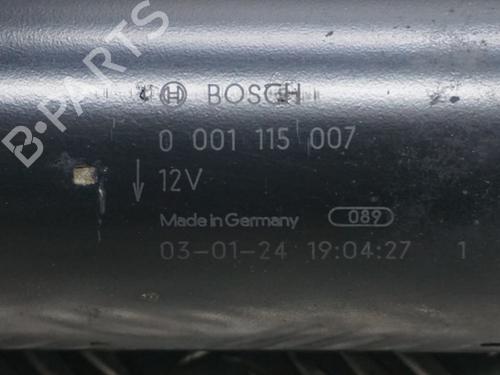 B-PARTS
BOSCH
0 001 115 007
12V
Made in Germany 089
03-01-24 19:04:27 1